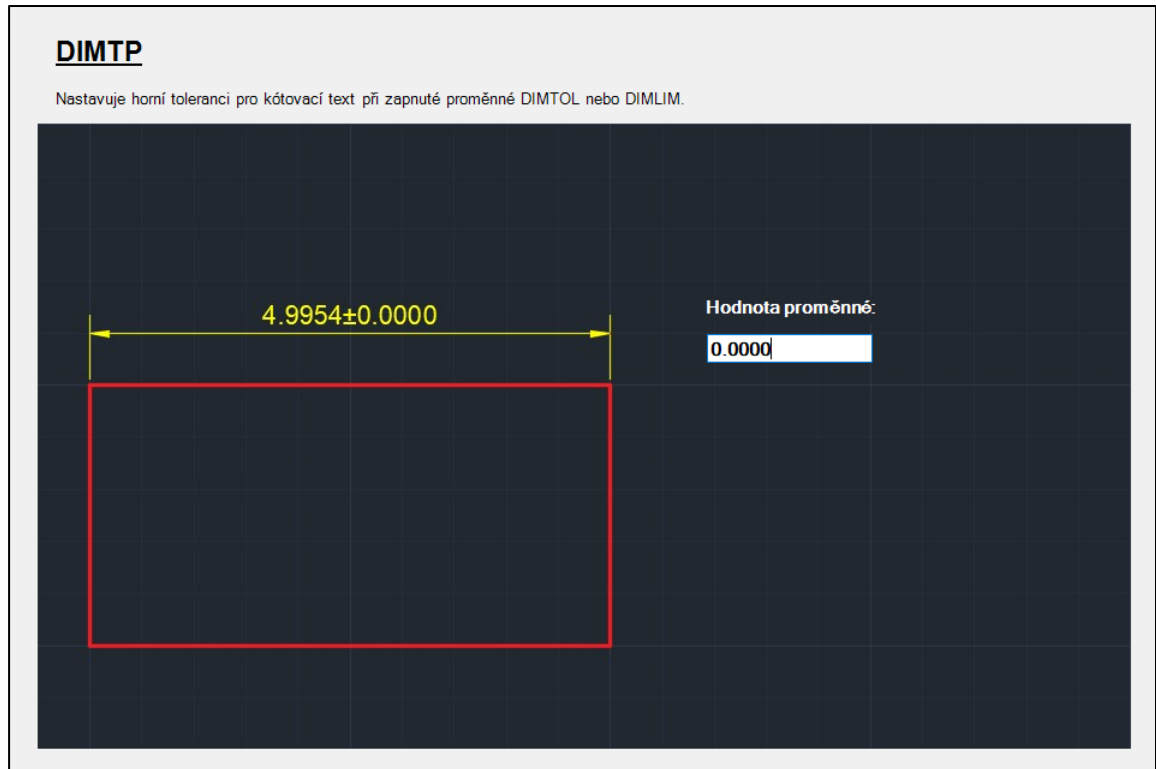 DIMTP
Nastavuje horní toleranci pro kótovací text při zapnuté proměnné DIMTOL nebo DIMLIM.
4.9954±0.0000
Hodnota proměnné:
0.0000